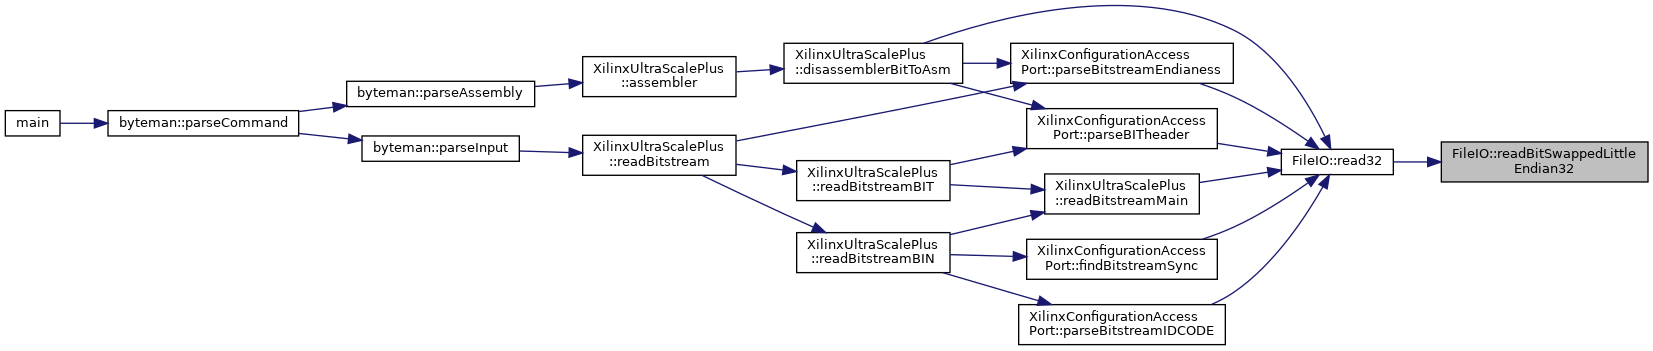 main
byteman::parseCommand
byteman::parseAssembly
byteman::parseInput
XilinxUltraScalePlus
::assembler
XilinxUltraScalePlus
::readBitstream
XilinxUltraScalePlus
::disassemblerBitToAsm
XilinxUltraScalePlus
::readBitstreamBIT
XilinxUltraScalePlus
::readBitstreamBIN
XilinxConfigurationAccess
Port::parseBitstreamEndianess
XilinxConfigurationAccess
Port::parseBITheader
XilinxUltraScalePlus
::readBitstreamMain
XilinxConfigurationAccess
Port::findBitstreamSync
XilinxConfigurationAccess
Port::parseBitstreamIDCODE
FileIO::read32
FileIO::readBitSwappedLittle
Endian32